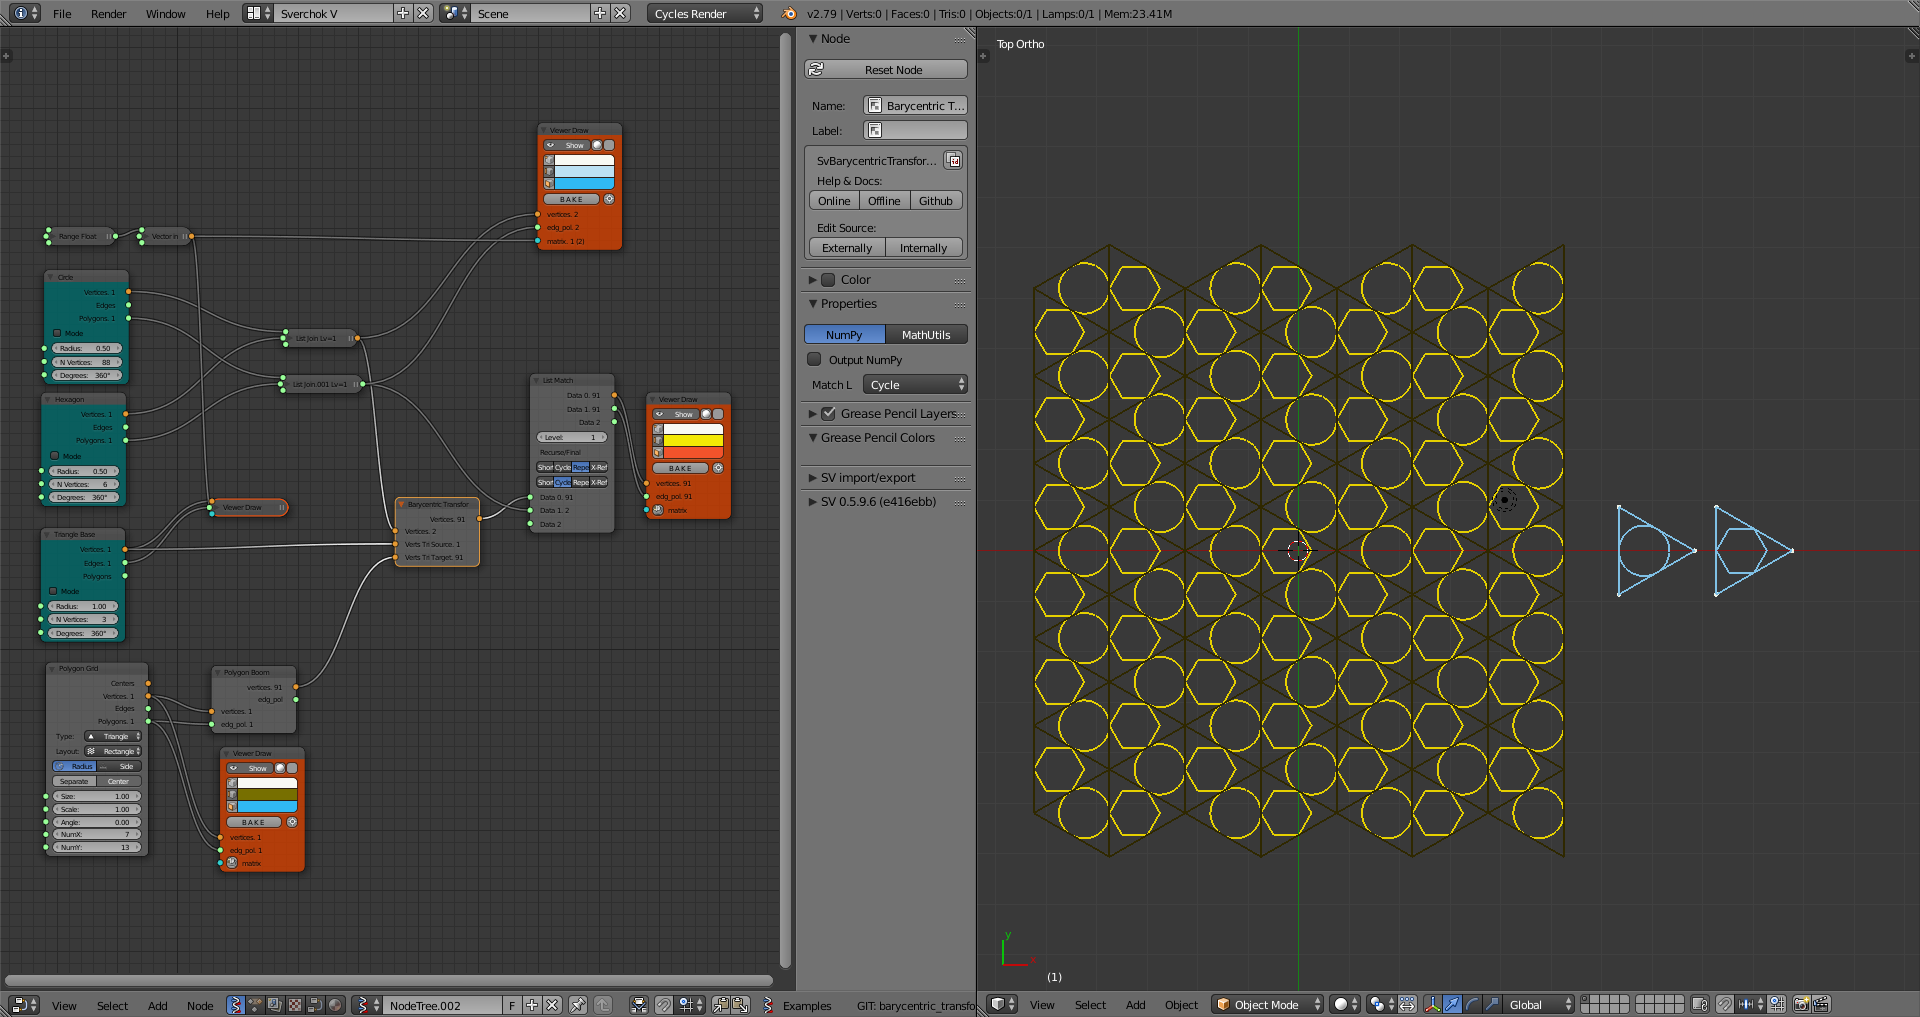 File Render Window Help Sverchok V Scene Cycles Render v2.79 | Verts:0 | Faces:0 | Tris:0 | Objects:0/1 | Lamps:0/1 | Mem:23.41M
Viewer Draw
Show
BAKE
vertices. 2
edg_pol. 2
matrix. 1 (2)
Range Float
Vector in
Circle
Vertices. 1
Edges
Polygons. 1
Mode
Radius: 0.50
N Vertices: 88
Degrees: 360°
List Join Lv=1
List Join.001 Lv=1
Hexagon
Vertices. 1
Edges
Polygons. 1
Mode
Radius: 0.50
N Vertices: 6
Degrees: 360°
List Match
Data 0. 91
Data 1. 91
Data 2
Level: 1
Recurse/Final
Shor Cycle Repe X-Ref
Shor Cycle Repe X-Ref
Data 0. 91
Data 1. 2
Data 2
Viewer Draw
Show
BAKE
vertices. 91
edg_pol. 91
matrix
Viewer Draw
Barycentric Transfor
Vertices. 91
Vertices. 2
Verts Tri Source. 1
Verts Tri Target. 91
Triangle Base
Vertices. 1
Edges. 1
Polygons
Mode
Radius: 1.00
N Vertices: 3
Degrees: 360°
Polygon Grid
Centers
Vertices. 1
Edges
Polygons. 1
Type: Triangle
Layout: Rectangle
Radius Side
Separate Center
Size: 1.00
Scale: 1.00
Angle: 0.00
NumX: 7
NumY: 13
Polygon Boom
vertices. 91
edg_pol
vertices. 1
edg_pol. 1
Viewer Draw
Show
BAKE
vertices. 1
edg_pol. 1
matrix
Node
Reset Node
Name: Barycentric T...
Label:
SvBarycentricTransfor...
Help & Docs:
Online Offline Github
Edit Source:
Externally Internally
Color
Properties
NumPy MathUtils
Output NumPy
Match L Cycle
Grease Pencil Layers
Grease Pencil Colors
SV import/export
SV 0.5.9.6 (e416ebb)
Top Ortho
y
x
(1)
View Select Add Node NodeTree.002 F Examples GIT: barycentric_transfo
View Select Add Object Object Mode Global